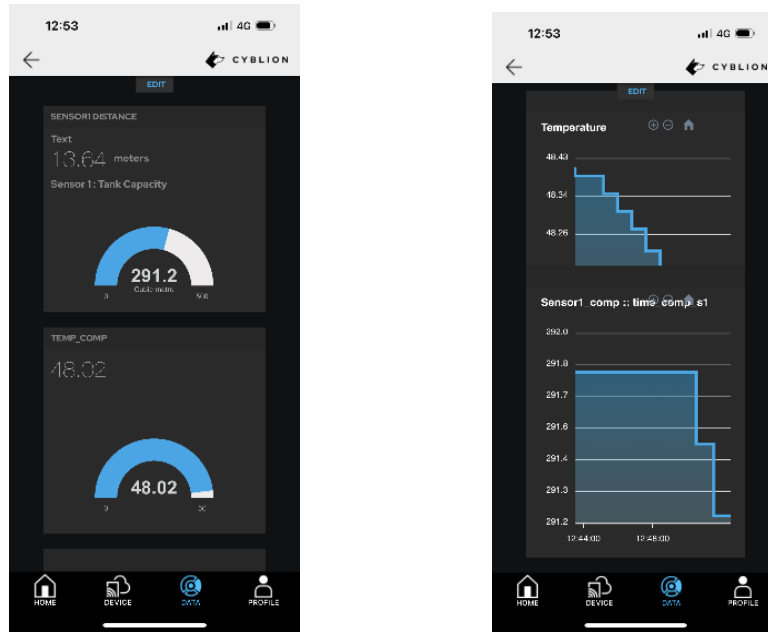 12:53
4G
CYBLION
EDIT
SENSOR1 DISTANCE
Text
13.64 meters
Sensor 1: Tank Capacity
291.2
Cubic metre
0
500
TEMP_COMP
48.02
48.02
0
50
HOME
DEVICE
DATA
PROFILE
12:53
4G
CYBLION
EDIT
Temperature
48.43
48.34
48.26
Sensor1_comp :: time_comp_s1
292.0
291.8
291.7
291.6
291.4
291.3
291.2
12:44:00
12:48:00
HOME
DEVICE
DATA
PROFILE